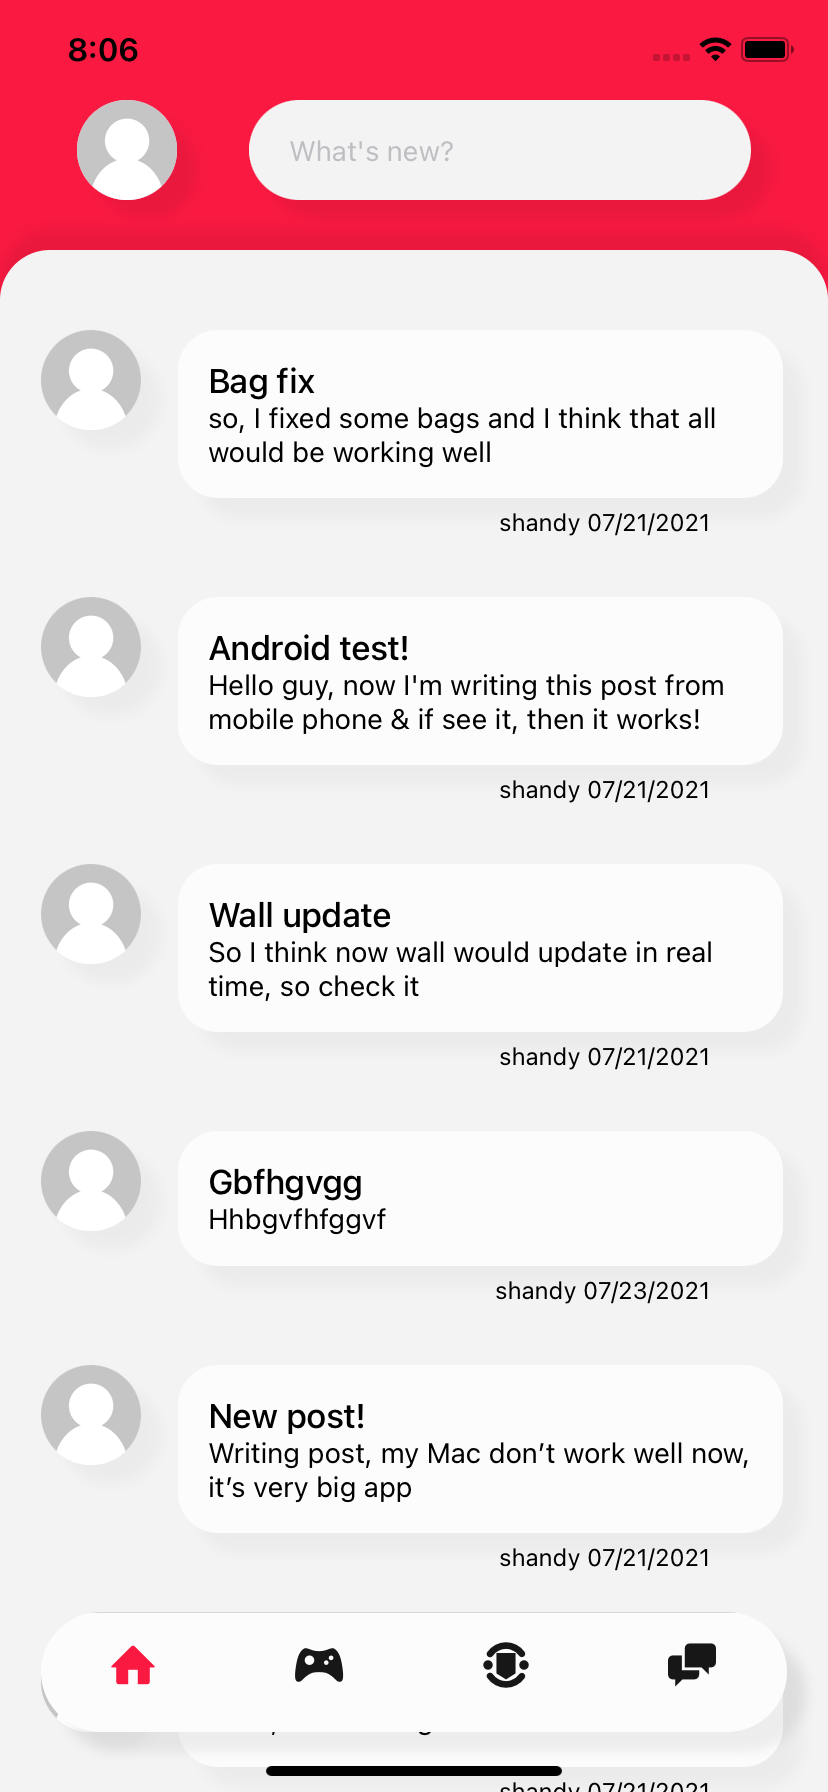 8:06
What's new?
Bag fix
so, I fixed some bags and I think that all
would be working well
shandy 07/21/2021
Android test!
Hello guy, now I'm writing this post from
mobile phone & if see it, then it works!
shandy 07/21/2021
Wall update
So I think now wall would update in real
time, so check it
shandy 07/21/2021
Gbfhgvgg
Hhbgvfhfggvf
shandy 07/23/2021
New post!
Writing post, my Mac don’t work well now,
it’s very big app
shandy 07/21/2021
shandy 07/21/2021